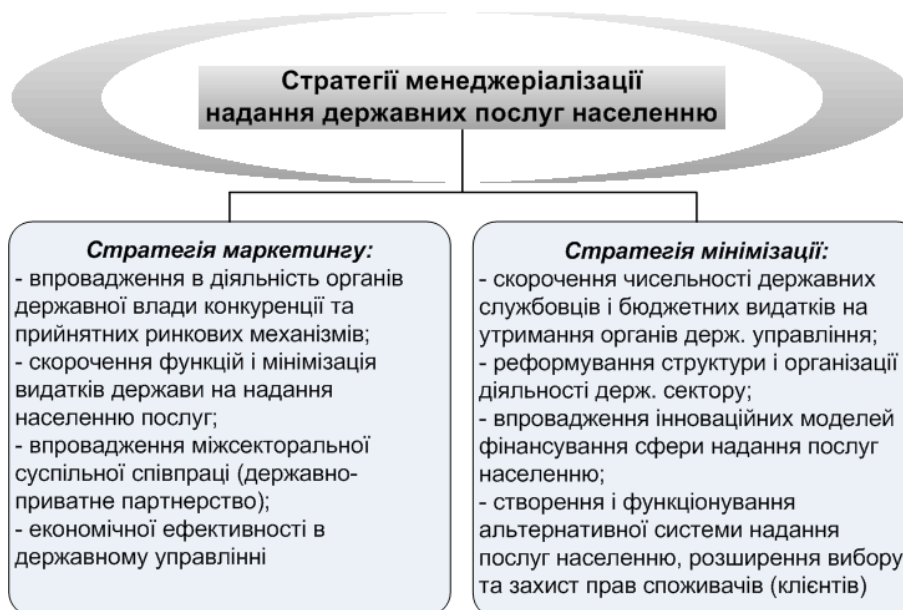 Стратегії менеджеріалізації
надання державних послуг населенню
Стратегія маркетингу:
- впровадження в діяльність органів
державної влади конкуренції та
прийнятних ринкових механізмів;
- скорочення функцій і мінімізація
видатків держави на надання
населенню послуг;
- впровадження міжсекторальної
суспільної співпраці (державно-
приватне партнерство);
- економічної ефективності в
державному управлінні
Стратегія мінімізації:
- скорочення чисельності державних
службовців і бюджетних видатків на
утримання органів держ. управління;
- реформування структури і організації
діяльності держ. сектору;
- впровадження інноваційних моделей
фінансування сфери надання послуг
населенню;
- створення і функціонування
альтернативної системи надання
послуг населенню, розширення вибору
та захист прав споживачів (клієнтів)